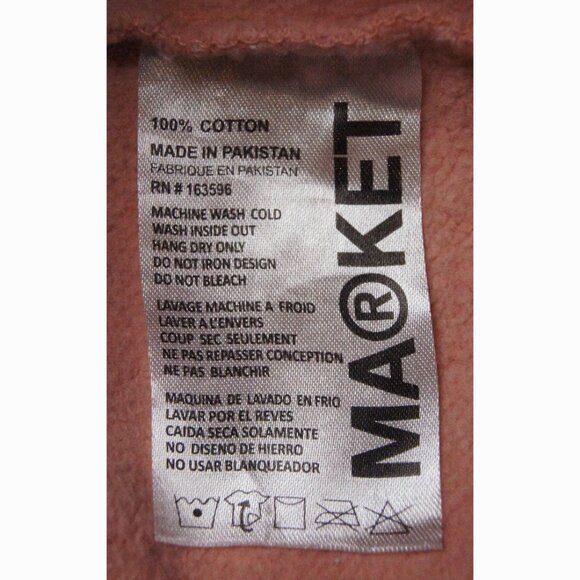 100% COTTON
MADE IN PAKISTAN
FABRIQUE EN PAKISTAN
RN # 163596
MACHINE WASH COLD
WASH INSIDE OUT
HANG DRY ONLY
DO NOT IRON DESIGN
DO NOT BLEACH
LAVAGE MACHINE A FROID
LAVER A L'ENVERS
COUP SEC SEULEMENT
NE PAS REPASSER CONCEPTION
NE PAS BLANCHIR
MAQUINA DE LAVADO EN FRIO
LAVAR POR EL REVES
CAIDA SECA SOLAMENTE
NO DISENO DE HIERRO
NO USAR BLANQUEADOR
MA®KET